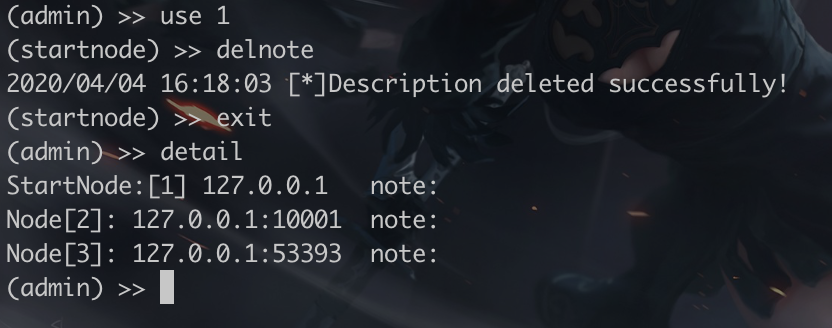 (admin) >> use 1
(startnode) >> delnote
2020/04/04 16:18:03 [*]Description deleted successfully!
(startnode) >> exit
(admin) >> detail
StartNode:[1] 127.0.0.1   note:
Node[2]: 127.0.0.1:10001  note:
Node[3]: 127.0.0.1:53393  note:
(admin) >>